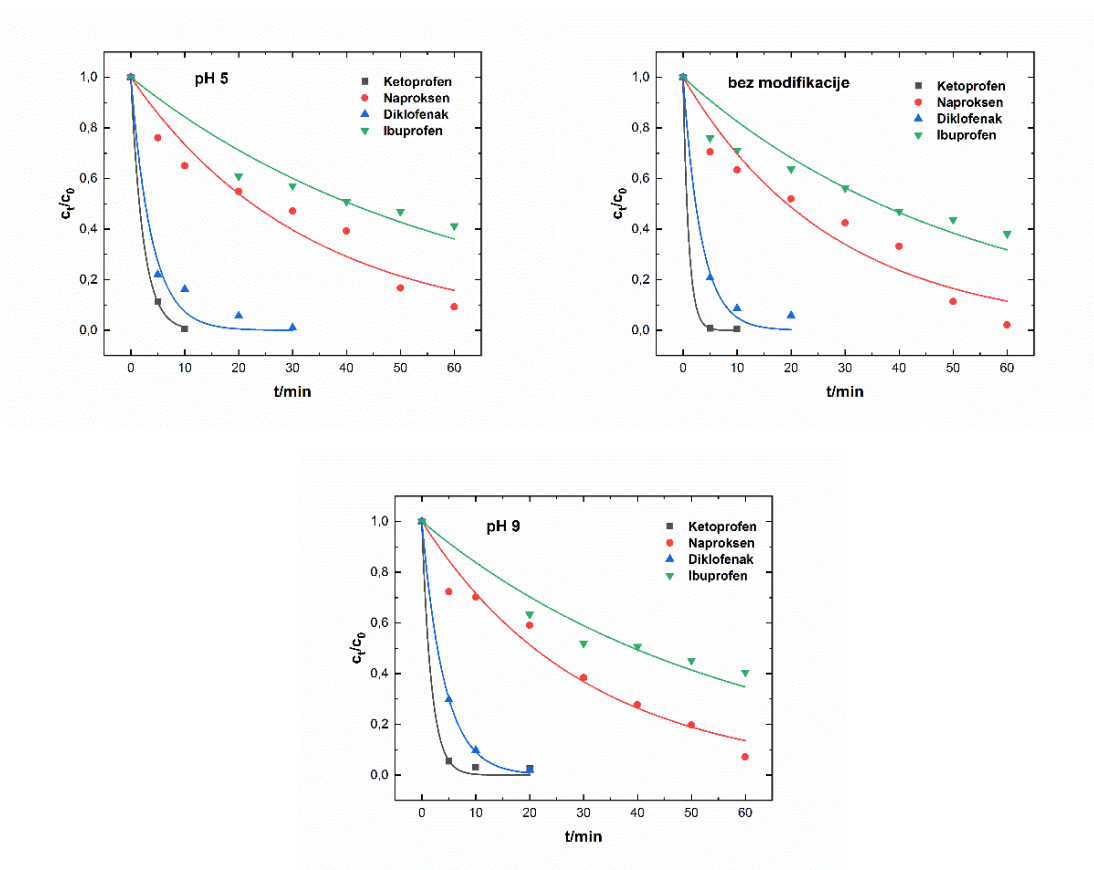 pH 5
Ketoprofen
Naproksen
Diklofenak
Ibuprofen
1,0
0,8
0,6
0,4
0,2
0,0
cₜ/c₀
0 10 20 30 40 50 60
t/min
bez modifikacije
Ketoprofen
Naproksen
Diklofenak
Ibuprofen
1,0
0,8
0,6
0,4
0,2
0,0
cₜ/c₀
0 10 20 30 40 50 60
t/min
pH 9
Ketoprofen
Naproksen
Diklofenak
Ibuprofen
1,0
0,8
0,6
0,4
0,2
0,0
cₜ/c₀
0 10 20 30 40 50 60
t/min